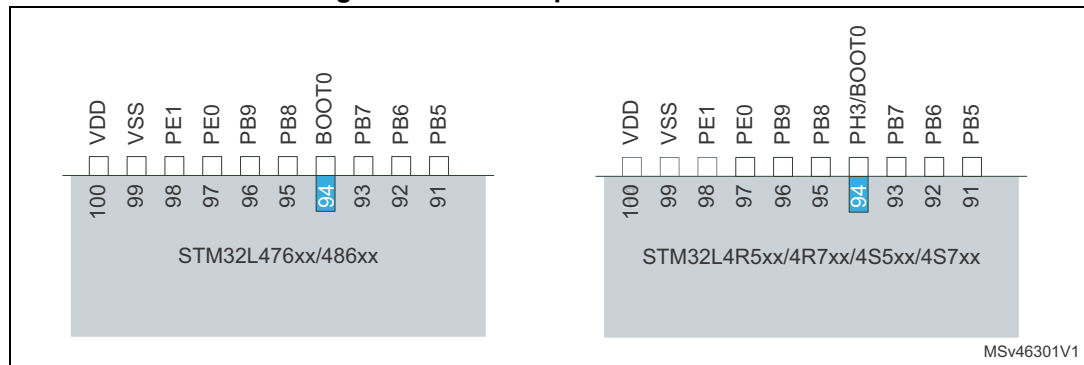 VDD VSS PE1 PE0 PB9 PB8 BOOT0 PB7 PB6 PB5
100 99 98 97 96 95 94 93 92 91
STM32L476xx/486xx
VDD VSS PE1 PE0 PB9 PB8 PH3/BOOT0 PB7 PB6 PB5
100 99 98 97 96 95 94 93 92 91
STM32L4R5xx/4R7xx/4S5xx/4S7xx
MSv46301V1